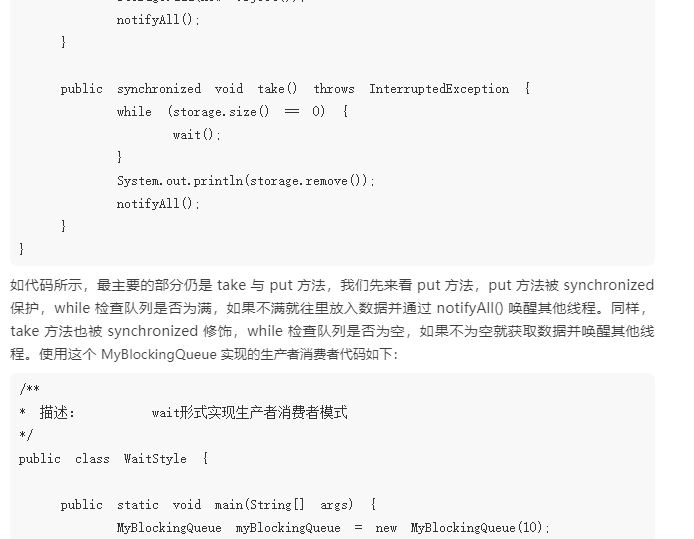 notifyAll();
}
public synchronized void take() throws InterruptedException {
while (storage.size() == 0) {
wait();
}
System.out.println(storage.remove());
notifyAll();
}
}
如代码所示，最主要的部分仍是 take 与 put 方法，我们先来看 put 方法，put 方法被 synchronized
保护，while 检查队列是否为满，如果不满就往里放入数据并通过 notifyAll() 唤醒其他线程。同样，
take 方法也被 synchronized 修饰，while 检查队列是否为空，如果不为空就获取数据并唤醒其他线
程。使用这个 MyBlockingQueue 实现的生产者消费者代码如下：
/**
* 描述： wait形式实现生产者消费者模式
*/
public class WaitStyle {
public static void main(String[] args) {
MyBlockingQueue myBlockingQueue = new MyBlockingQueue(10);